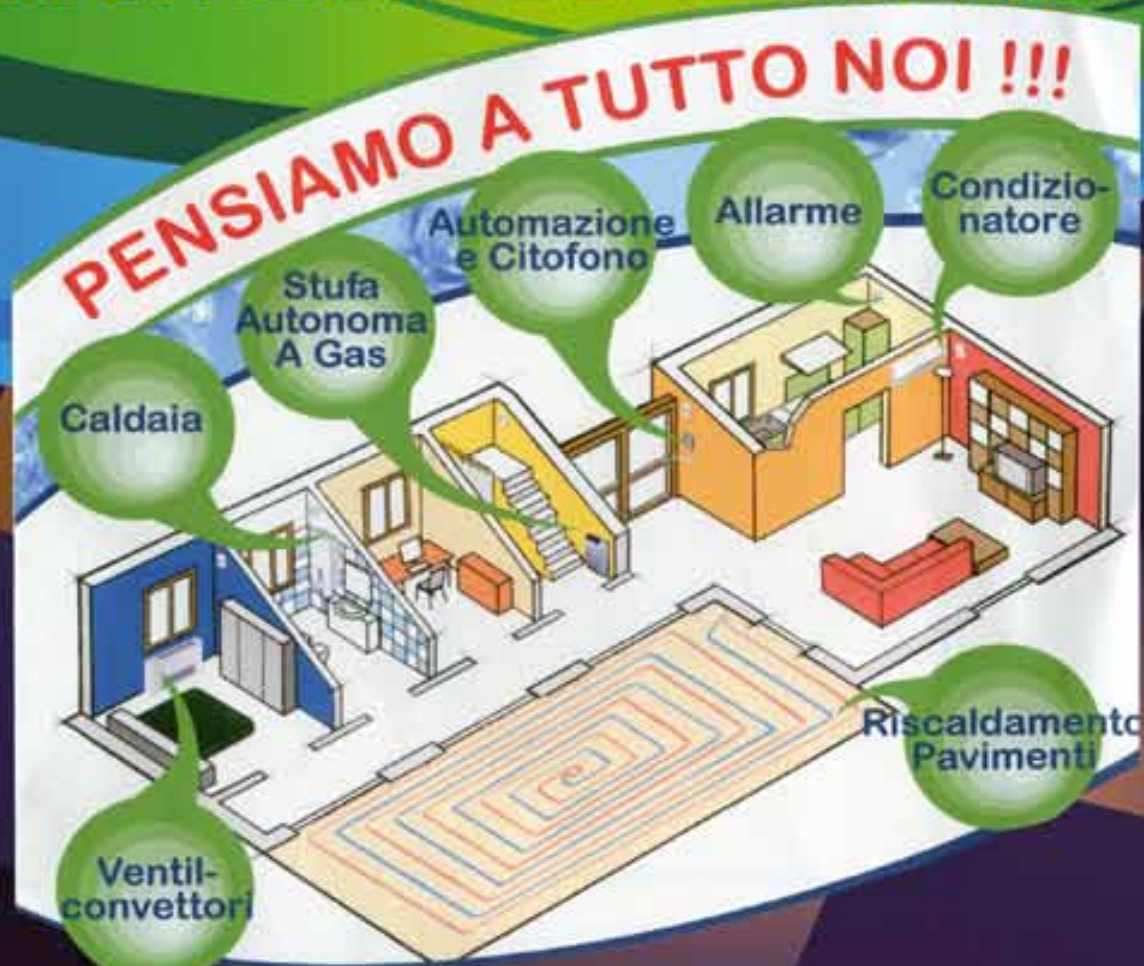 PENSIAMO A TUTTO NOI !!!
Automazione
e Citofono
Allarme
Condizio-
natore
Stufa
Autonoma
A Gas
Caldaia
Riscaldamento
Pavimenti
Ventil-
convettori